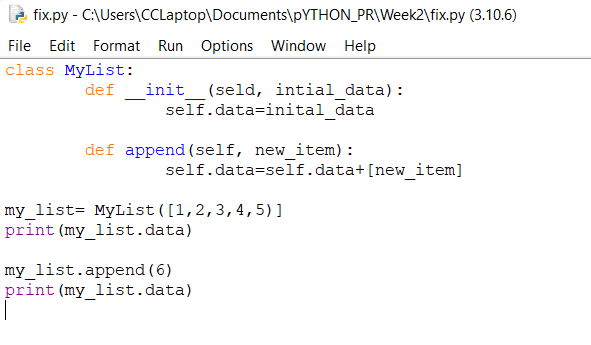 fix.py - C:\Users\CCLaptop\Documents\pYTHON_PR\Week2\fix.py (3.10.6)
File Edit Format Run Options Window Help
class MyList:
        def __init__(seld, intial_data):
                self.data=inital_data

        def append(self, new_item):
                self.data=self.data+[new_item]

my_list= MyList([1,2,3,4,5)]
print(my_list.data)

my_list.append(6)
print(my_list.data)